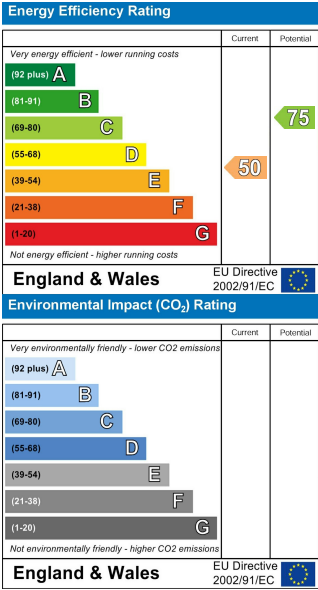 Energy Efficiency Rating
Current Potential
Very energy efficient - lower running costs
(92 plus) A
(81-91) B
(69-80) C
(55-68) D
(39-54) E
(21-38) F
(1-20) G
50
75
Not energy efficient - higher running costs
England & Wales
EU Directive
2002/91/EC
Environmental Impact (CO₂) Rating
Current Potential
Very environmentally friendly - lower CO2 emissions
(92 plus) A
(81-91) B
(69-80) C
(55-68) D
(39-54) E
(21-38) F
(1-20) G
Not environmentally friendly - higher CO2 emissions
England & Wales
EU Directive
2002/91/EC